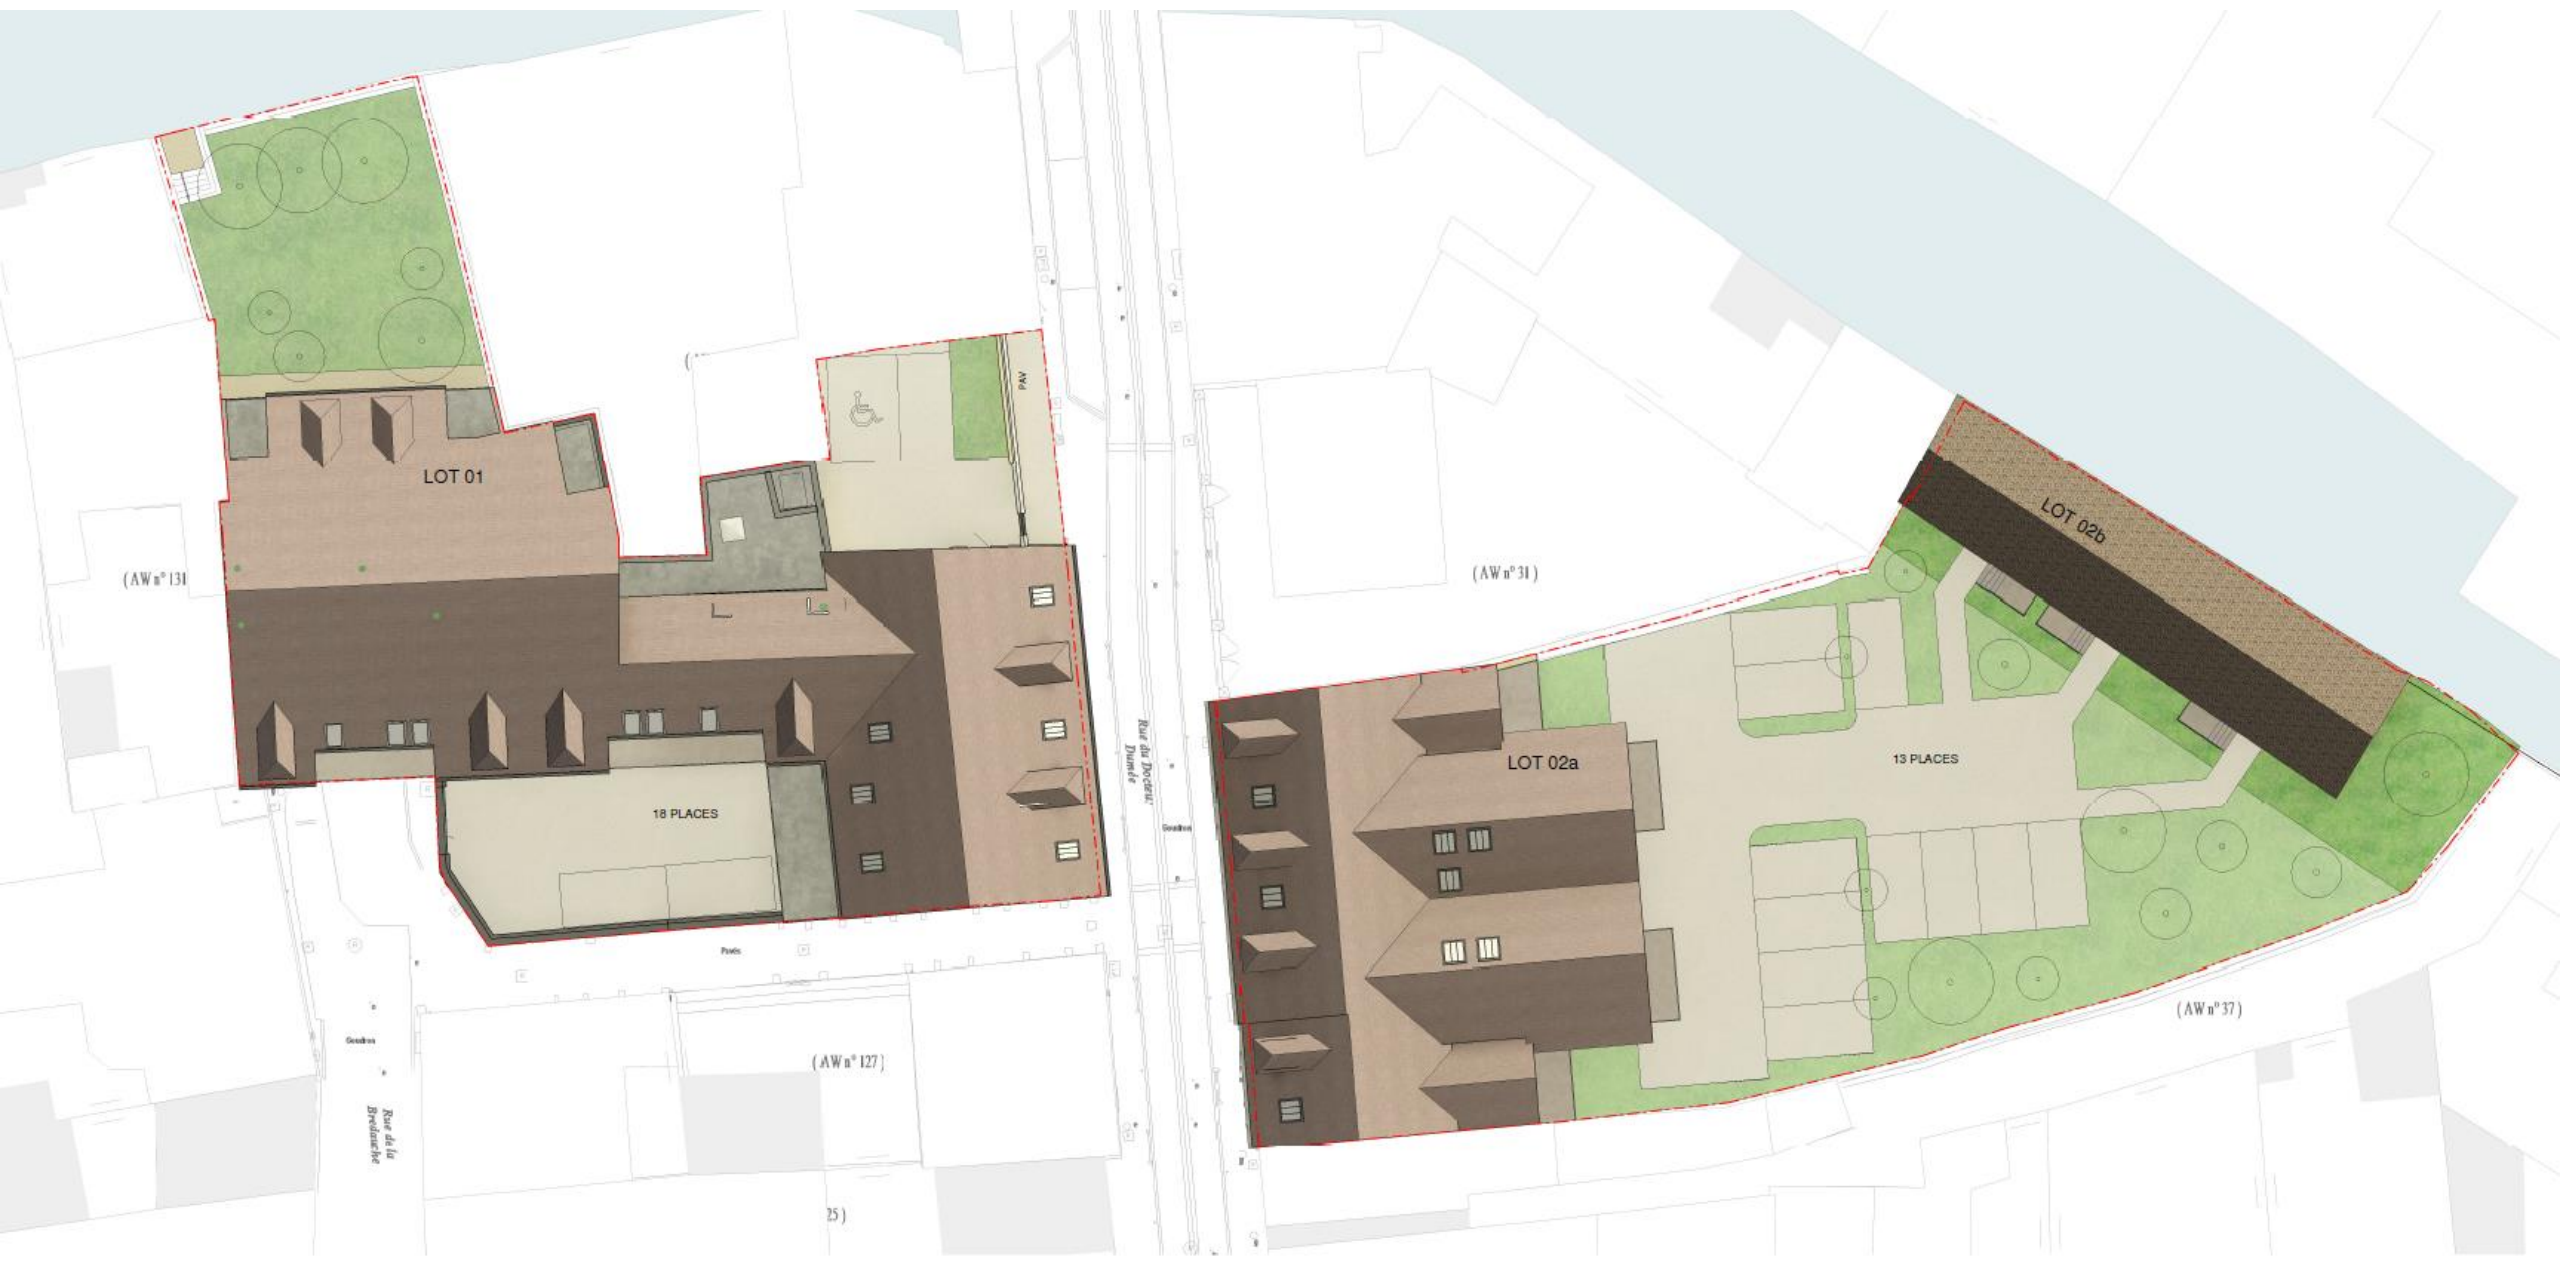 PAV
LOT 01
(AW n° 131
(AW n° 31)
LOT 02b
Rue du Docteur
Dumée
LOT 02a
13 PLACES
18 PLACES
Goudron
Pavés
(AW n° 37)
Goudron
(AW n° 127)
Rue de la
Bredauche
25)